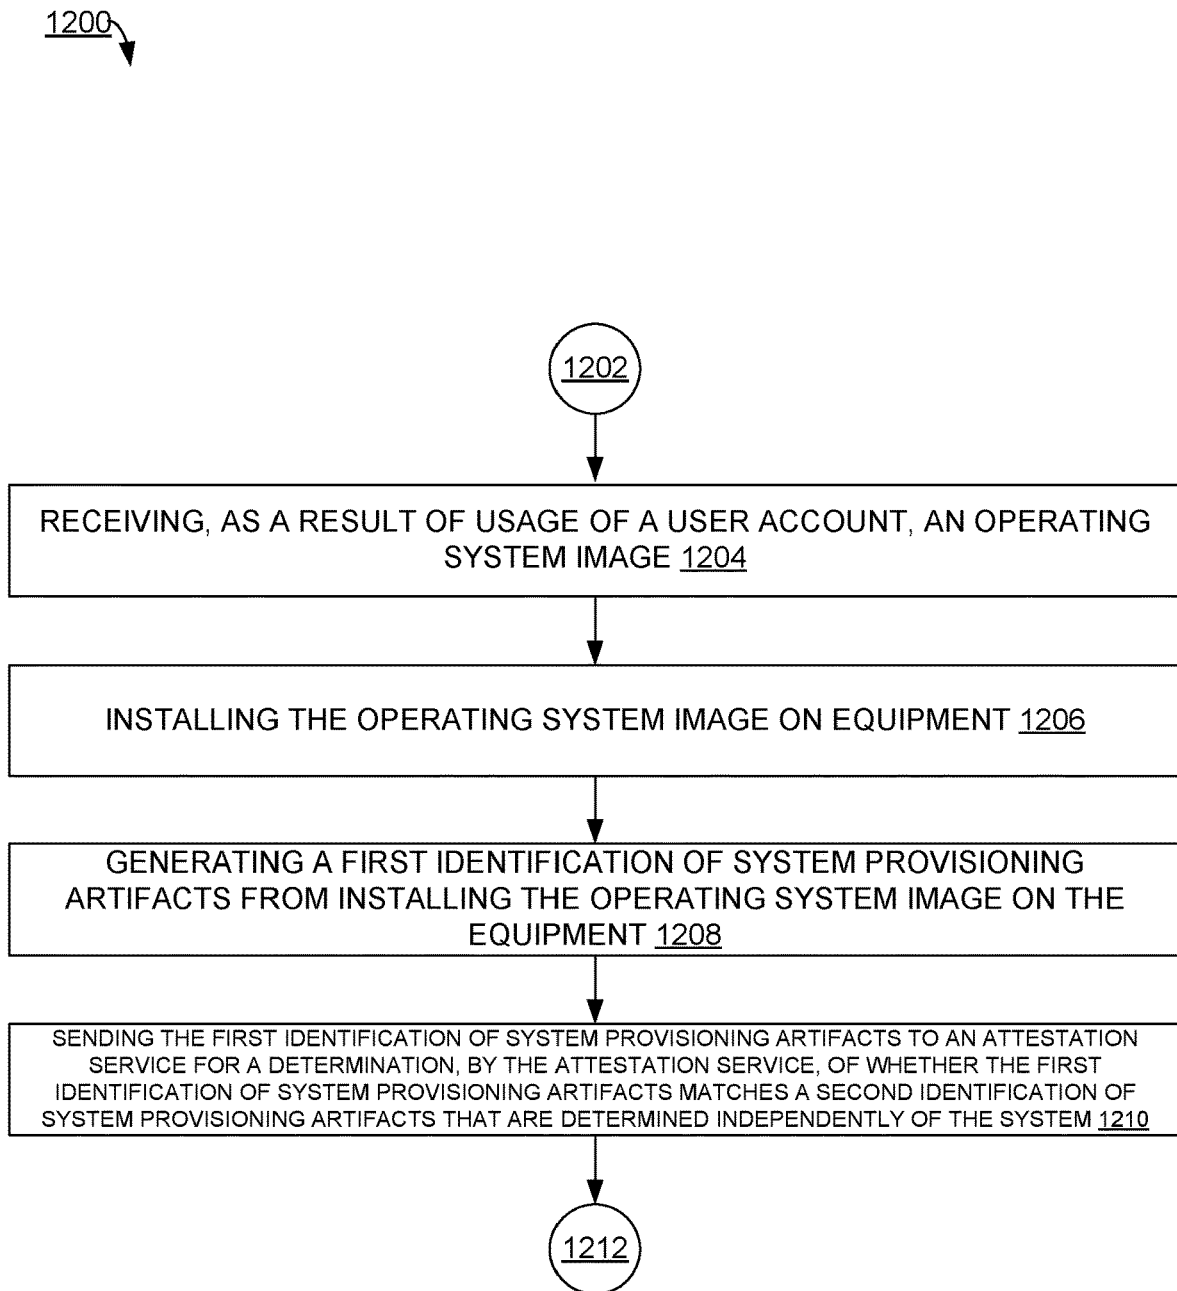 1200
1202
RECEIVING, AS A RESULT OF USAGE OF A USER ACCOUNT, AN OPERATING
SYSTEM IMAGE 1204
INSTALLING THE OPERATING SYSTEM IMAGE ON EQUIPMENT 1206
GENERATING A FIRST IDENTIFICATION OF SYSTEM PROVISIONING
ARTIFACTS FROM INSTALLING THE OPERATING SYSTEM IMAGE ON THE
EQUIPMENT 1208
SENDING THE FIRST IDENTIFICATION OF SYSTEM PROVISIONING ARTIFACTS TO AN ATTESTATION
SERVICE FOR A DETERMINATION, BY THE ATTESTATION SERVICE, OF WHETHER THE FIRST
IDENTIFICATION OF SYSTEM PROVISIONING ARTIFACTS MATCHES A SECOND IDENTIFICATION OF
SYSTEM PROVISIONING ARTIFACTS THAT ARE DETERMINED INDEPENDENTLY OF THE SYSTEM 1210
1212